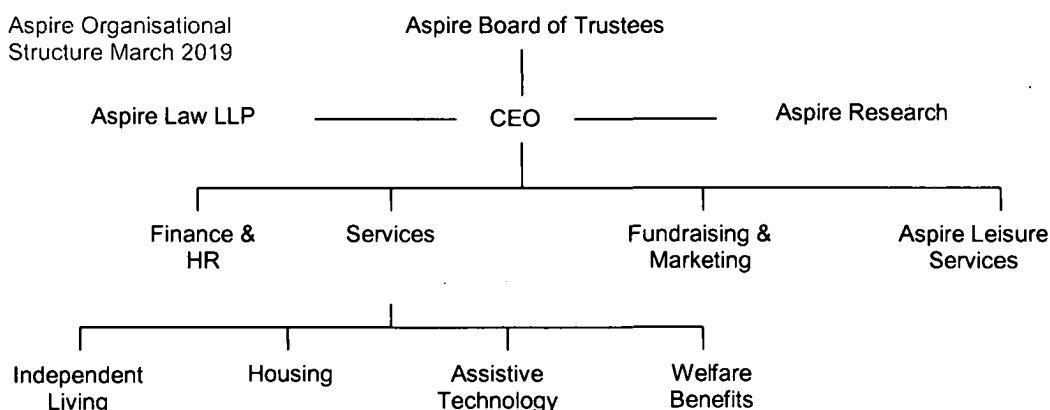 Aspire Organisational
Structure March 2019
Aspire Board of Trustees
Aspire Law LLP
CEO
Aspire Research
Finance &
HR
Services
Fundraising &
Marketing
Aspire Leisure
Services
Independent
Living
Housing
Assistive
Technology
Welfare
Benefits